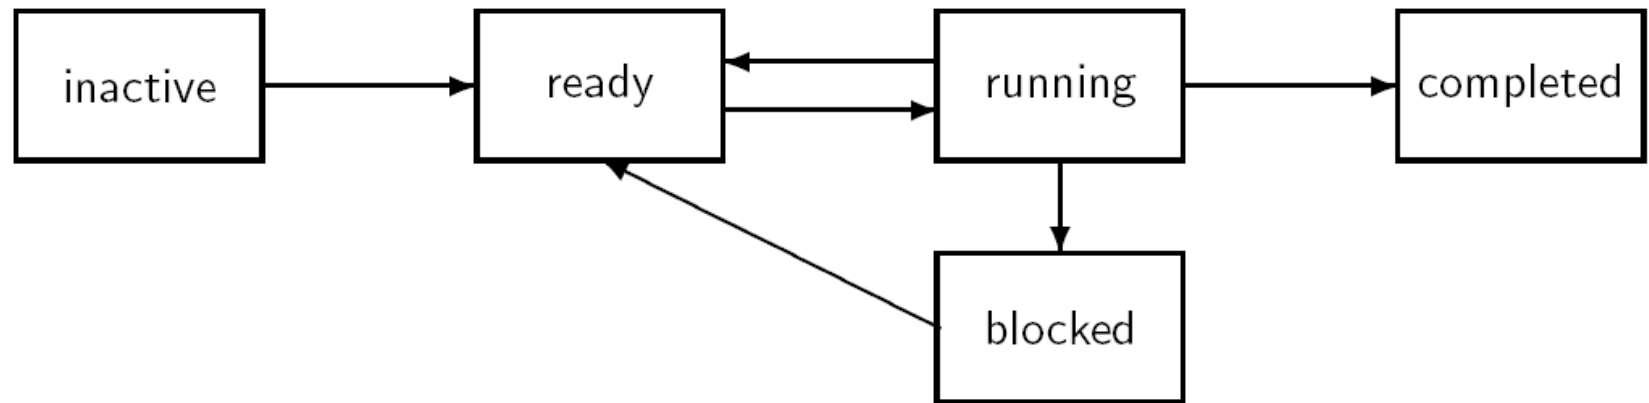 inactive
ready
running
completed
blocked